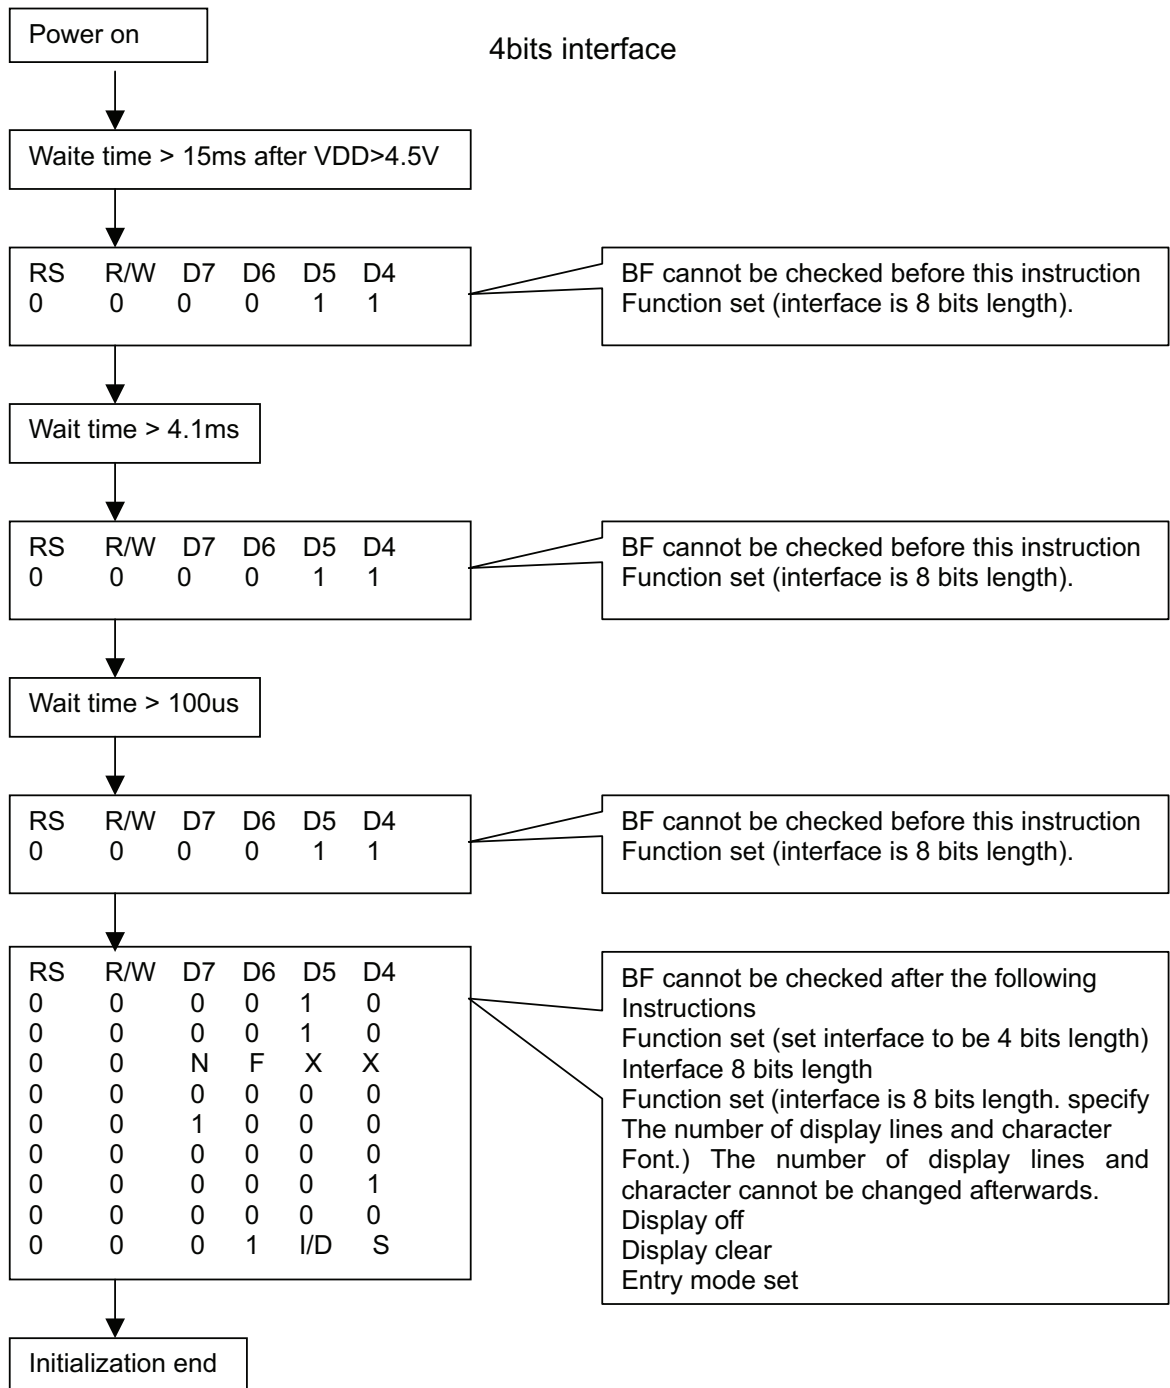 Power on
4bits interface
Waite time > 15ms after VDD>4.5V
RS R/W D7 D6 D5 D4
0 0 0 0 1 1
BF cannot be checked before this instruction
Function set (interface is 8 bits length).
Wait time > 4.1ms
RS R/W D7 D6 D5 D4
0 0 0 0 1 1
BF cannot be checked before this instruction
Function set (interface is 8 bits length).
Wait time > 100us
RS R/W D7 D6 D5 D4
0 0 0 0 1 1
BF cannot be checked before this instruction
Function set (interface is 8 bits length).
RS R/W D7 D6 D5 D4
0 0 0 0 1 0
0 0 0 0 1 0
0 0 N F X X
0 0 0 0 0 0
0 0 1 0 0 0
0 0 0 0 0 0
0 0 0 0 0 1
0 0 0 0 0 0
0 0 0 1 I/D S
BF cannot be checked after the following
Instructions
Function set (set interface to be 4 bits length)
Interface 8 bits length
Function set (interface is 8 bits length. specify
The number of display lines and character
Font.) The number of display lines and
character cannot be changed afterwards.
Display off
Display clear
Entry mode set
Initialization end